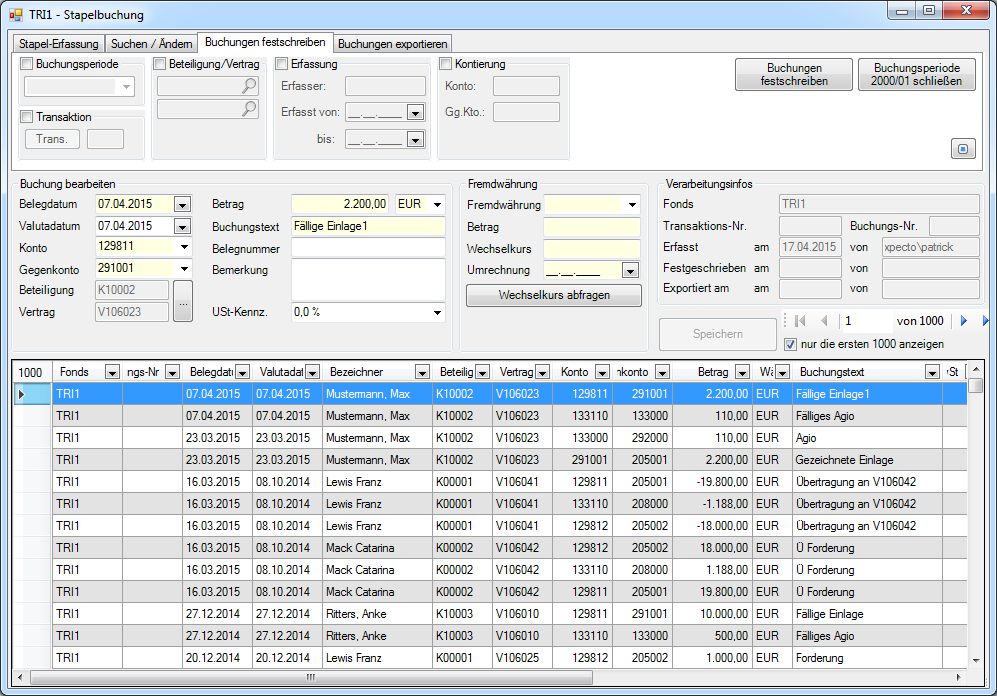 TRI1 - Stapelbuchung
Stapel-Erfassung Suchen / Ändern Buchungen festschreiben Buchungen exportieren
Buchungsperiode Beteiligung/Vertrag Erfassung Kontierung
Buchungen festschreiben
Buchungsperiode 2000/01 schließen
Erfasser: Konto:
Erfasst von: __.__.____ Gg.Kto.:
Transaktion
Trans. bis: __.__.____
Buchung bearbeiten Fremdwährung Verarbeitungsinfos
Belegdatum 07.04.2015 Betrag 2.200,00 EUR Fremdwährung Fonds TRI1
Valutadatum 07.04.2015 Buchungstext Fällige Einlage1 Betrag Transaktions-Nr. Buchungs-Nr.
Konto 129811 Belegnummer Wechselkurs Erfasst am 17.04.2015 von xpecto\patrick
Gegenkonto 291001 Bemerkung Umrechnung __.__.____ Festgeschrieben am von
Beteiligung K10002 ... Wechselkurs abfragen Exportiert am am von
Vertrag V106023 USt-Kennz. 0,0 %
Speichern 1 von 1000
nur die ersten 1000 anzeigen
1000 Fonds ngs-Nr Belegdatu Valutadat Bezeichner Beteilig Vertrag Konto nkonto Betrag Wä Buchungstext St
TRI1 07.04.2015 07.04.2015 Mustermann, Max K10002 V106023 129811 291001 2.200,00 EUR Fällige Einlage1
TRI1 07.04.2015 07.04.2015 Mustermann, Max K10002 V106023 133110 133000 110,00 EUR Fälliges Agio
TRI1 23.03.2015 23.03.2015 Mustermann, Max K10002 V106023 133000 292000 110,00 EUR Agio
TRI1 23.03.2015 23.03.2015 Mustermann, Max K10002 V106023 291001 205001 2.200,00 EUR Gezeichnete Einlage
TRI1 16.03.2015 08.10.2014 Lewis Franz K00001 V106041 129811 205001 -19.800,00 EUR Übertragung an V106042
TRI1 16.03.2015 08.10.2014 Lewis Franz K00001 V106041 133110 208000 -1.188,00 EUR Übertragung an V106042
TRI1 16.03.2015 08.10.2014 Lewis Franz K00001 V106041 129812 205002 -18.000,00 EUR Übertragung an V106042
TRI1 16.03.2015 08.10.2014 Mack Catarina K00002 V106042 129812 205002 18.000,00 EUR Ü Forderung
TRI1 16.03.2015 08.10.2014 Mack Catarina K00002 V106042 133110 208000 1.188,00 EUR Ü Forderung
TRI1 16.03.2015 08.10.2014 Mack Catarina K00002 V106042 129811 205001 19.800,00 EUR Ü Forderung
TRI1 27.12.2014 27.12.2014 Ritters, Anke K10003 V106010 129811 291001 10.000,00 EUR Fällige Einlage
TRI1 27.12.2014 27.12.2014 Ritters, Anke K10003 V106010 133110 133000 500,00 EUR Fälliges Agio
TRI1 20.12.2014 20.12.2014 Lewis Franz K00001 V106025 129812 205002 1.000,00 EUR Forderung